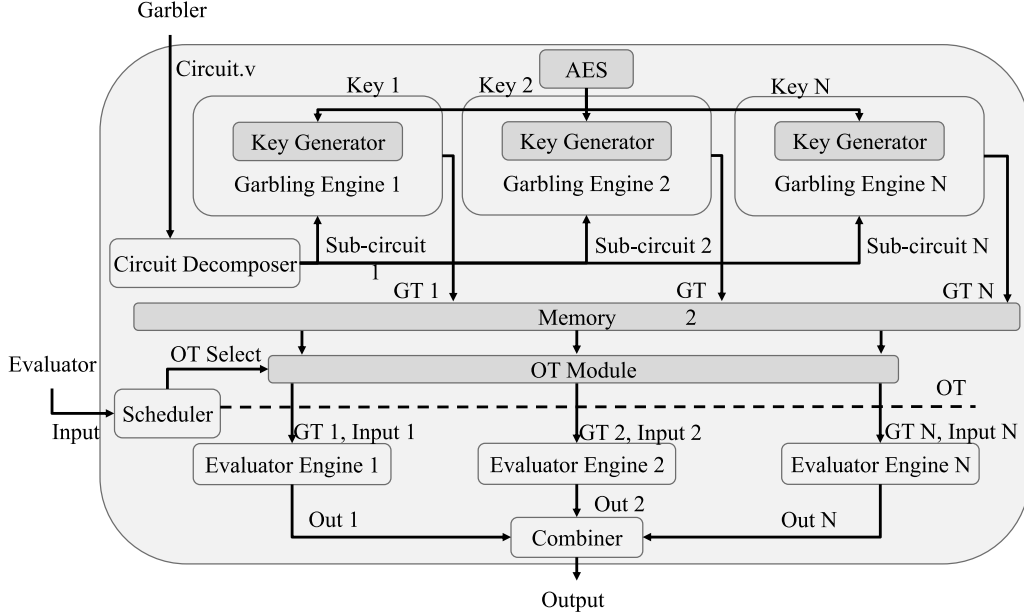 Garbler
Circuit.v
AES
Key 1
Key 2
Key N
Key Generator
Key Generator
Key Generator
Garbling Engine 1
Garbling Engine 2
Garbling Engine N
Circuit Decomposer
Sub-circuit
1
Sub-circuit 2
Sub-circuit N
GT 1
GT
2
GT N
Memory
Evaluator
OT Select
OT Module
Input
Scheduler
OT
GT 1, Input 1
GT 2, Input 2
GT N, Input N
Evaluator Engine 1
Evaluator Engine 2
Evaluator Engine N
Out 1
Out 2
Out N
Combiner
Output